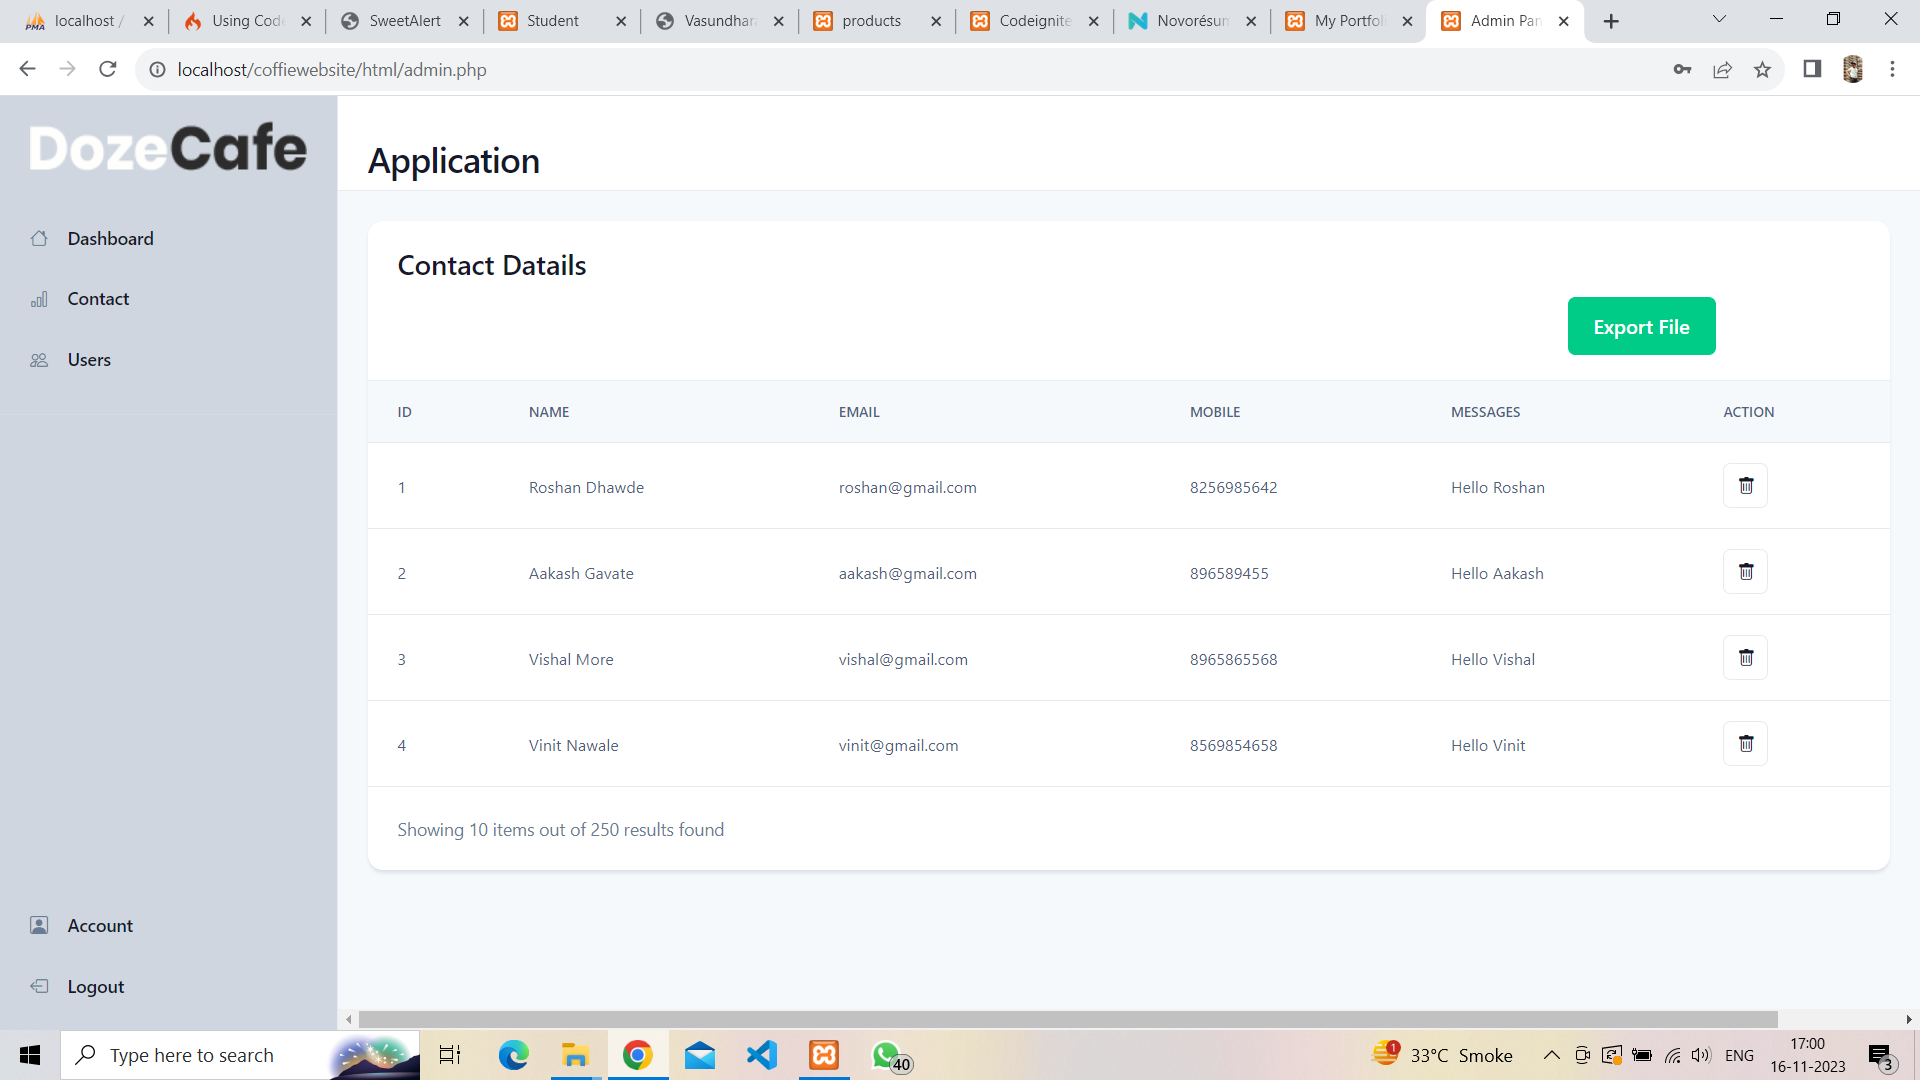 localhost /
Using Code
SweetAlert
Student
Vasundhara
products
Codeignite
Novorésum
My Portfoli
Admin Pan
localhost/coffiewebsite/html/admin.php
DozeCafe
Dashboard
Contact
Users
Account
Logout
Application
Contact Datails
Export File
ID NAME EMAIL MOBILE MESSAGES ACTION
1 Roshan Dhawde roshan@gmail.com 8256985642 Hello Roshan
2 Aakash Gavate aakash@gmail.com 896589455 Hello Aakash
3 Vishal More vishal@gmail.com 8965865568 Hello Vishal
4 Vinit Nawale vinit@gmail.com 8569854658 Hello Vinit
Showing 10 items out of 250 results found
Type here to search
40
1
33°C Smoke
ENG
17:00
16-11-2023
3